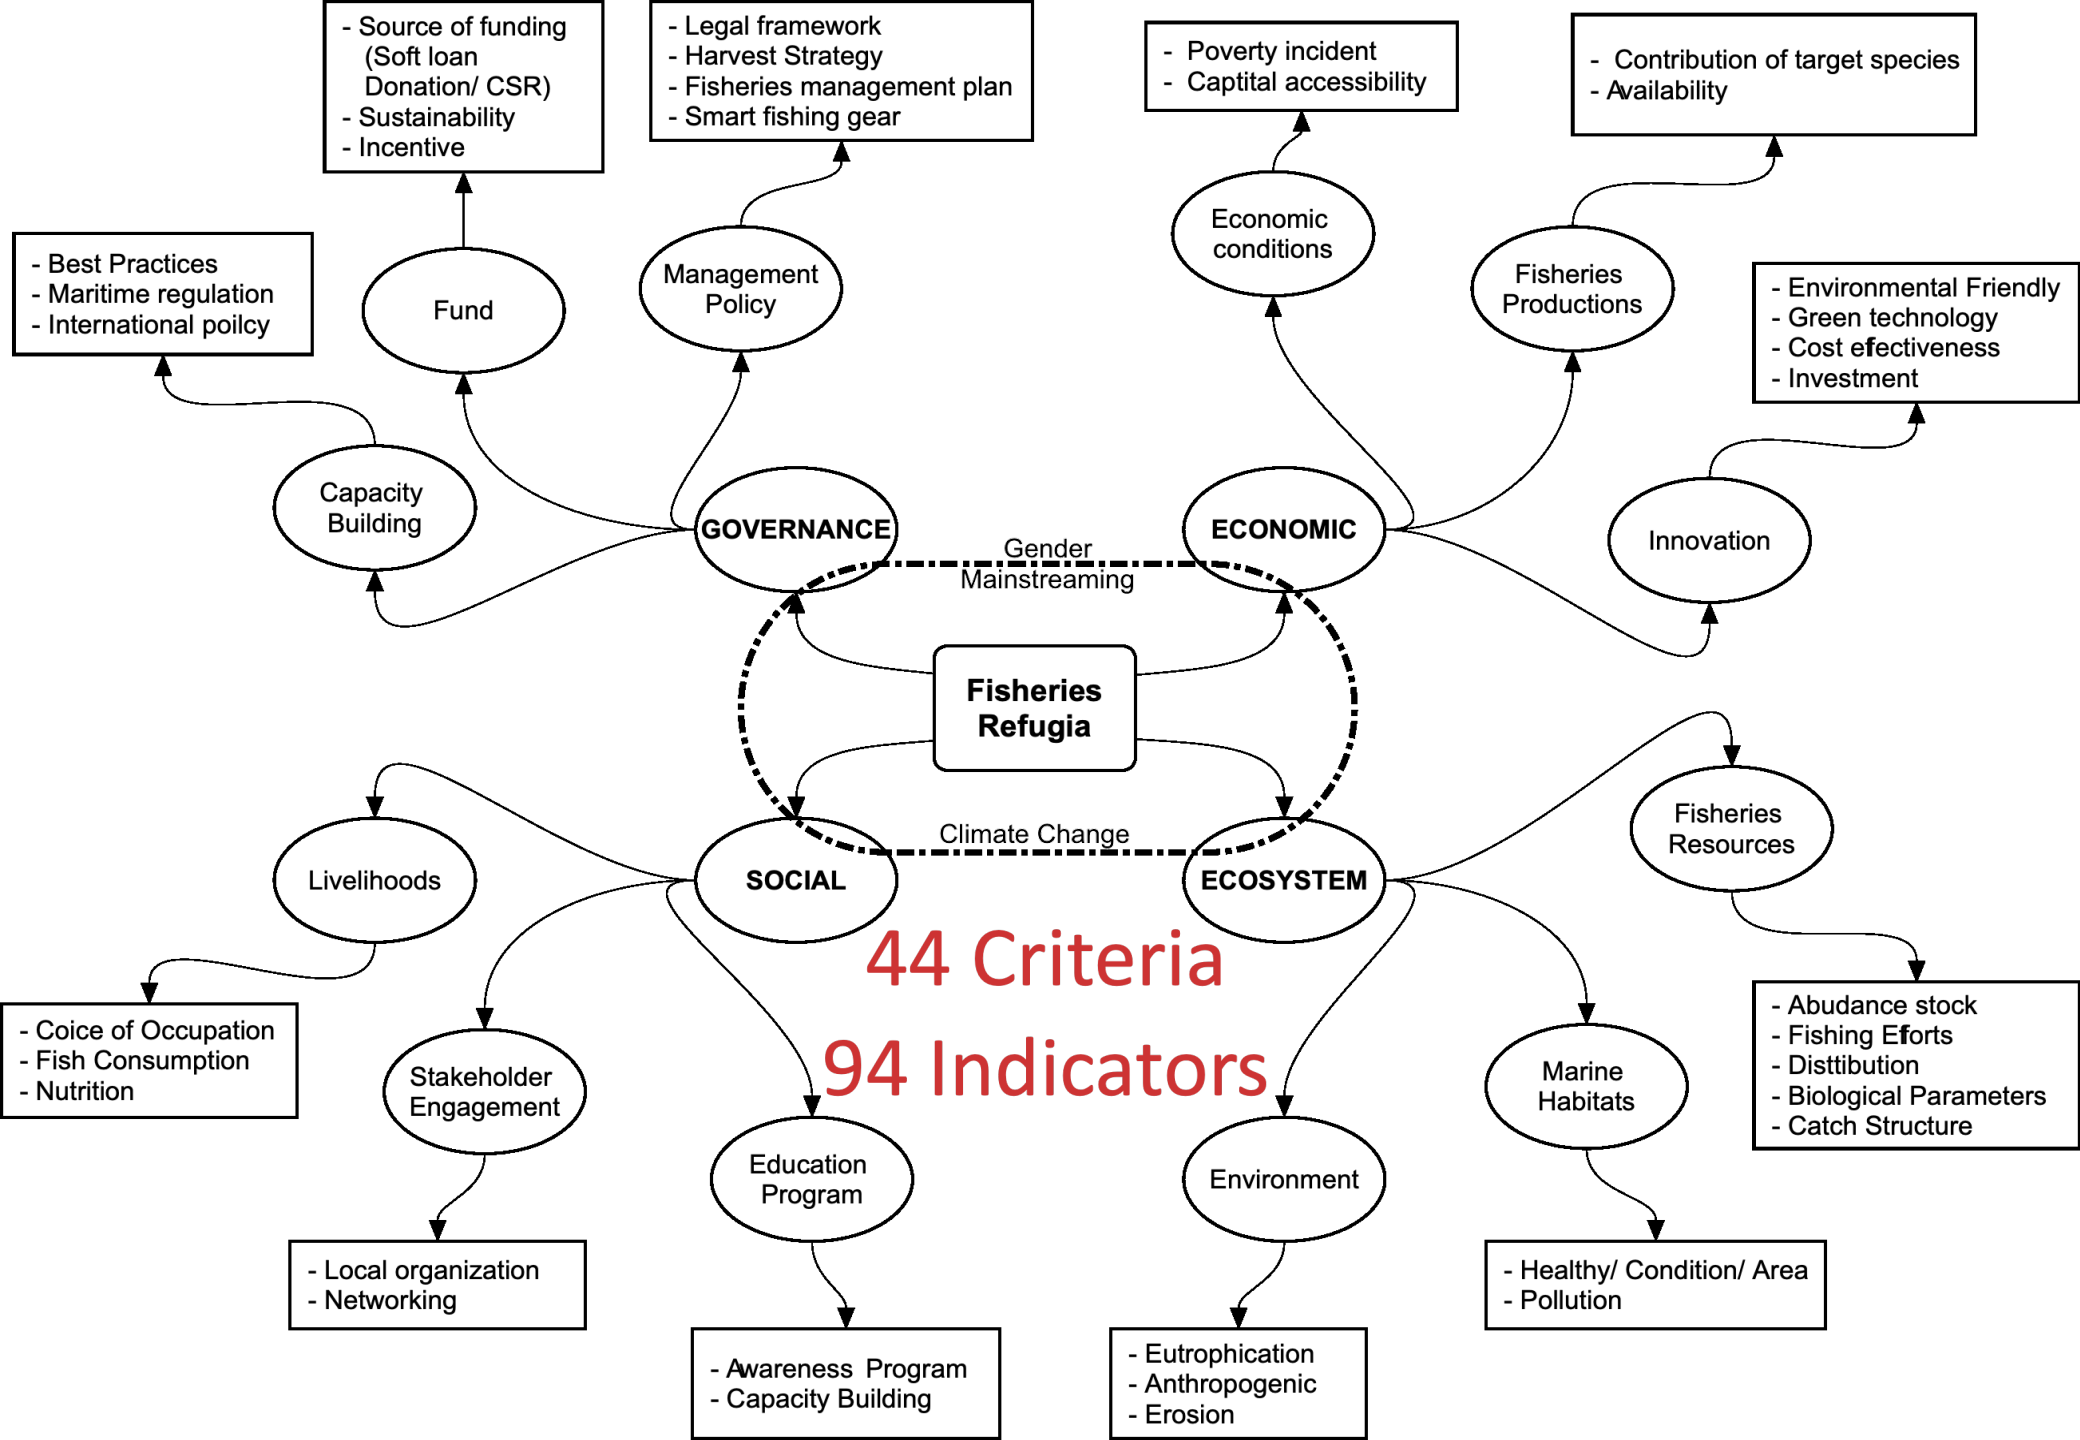 - Source of funding
(Soft loan
Donation/ CSR)
- Sustainability
- Incentive
- Legal framework
- Harvest Strategy
- Fisheries management plan
- Smart fishing gear
- Poverty incident
- Captital accessibility
- Contribution of target species
- Availability
- Best Practices
- Maritime regulation
- International poilcy
Fund
Management
Policy
Economic
conditions
Fisheries
Productions
- Environmental Friendly
- Green technology
- Cost effectiveness
- Investment
Capacity
Building
GOVERNANCE
ECONOMIC
Innovation
Gender
Mainstreaming
Fisheries
Refugia
Climate Change
Livelihoods
SOCIAL
ECOSYSTEM
Fisheries
Resources
44 Criteria
94 Indicators
- Coice of Occupation
- Fish Consumption
- Nutrition
Stakeholder
Engagement
Education
Program
Environment
Marine
Habitats
- Abudance stock
- Fishing Efforts
- Disttibution
- Biological Parameters
- Catch Structure
- Local organization
- Networking
- Awareness Program
- Capacity Building
- Eutrophication
- Anthropogenic
- Erosion
- Healthy/ Condition/ Area
- Pollution